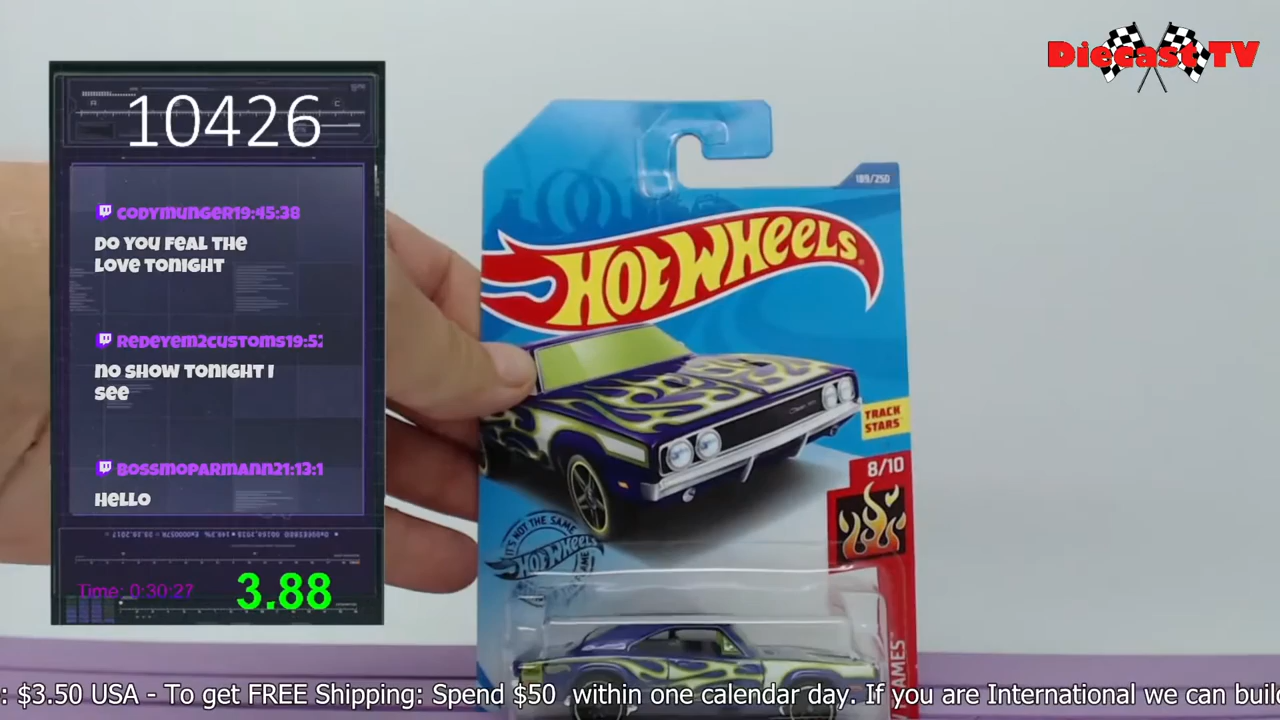 Diecast TV
10426
codymunger19:45:38
Do you feal the
love tonight
RedEyeM2Customs19:52
no show tonight i
see
bossmoparmann21:13:1
Hello
Time: 0:30:27
3.88
189/250
Hot Wheels
TRACK
STARS
8/10
IT'S NOT THE SAME
Hot Wheels
: $3.50 USA - To get FREE Shipping: Spend $50 within one calendar day. If you are International we can build